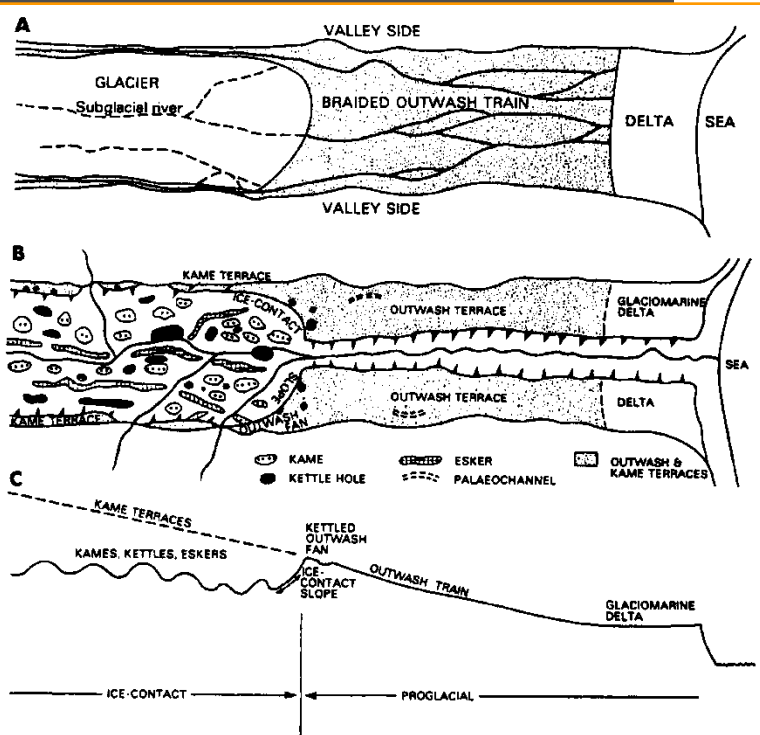 A
VALLEY SIDE
GLACIER
Subglacial river
BRAIDED OUTWASH TRAIN
DELTA
SEA
VALLEY SIDE
B
KAME TERRACE
ICE-CONTACT
SLOPE
OUTWASH TERRACE
GLACIOMARINE
DELTA
SEA
OUTWASH TERRACE
DELTA
KAME TERRACE
OUTWASH
FAN
KAME
ESKER
OUTWASH &
KAME TERRACES
KETTLE HOLE
PALAEOCHANNEL
C
KAME TERRACES
KETTLED
OUTWASH
FAN
KAMES, KETTLES, ESKERS
ICE-
CONTACT
SLOPE
OUTWASH TRAIN
GLACIOMARINE
DELTA
ICE-CONTACT
PROGLACIAL